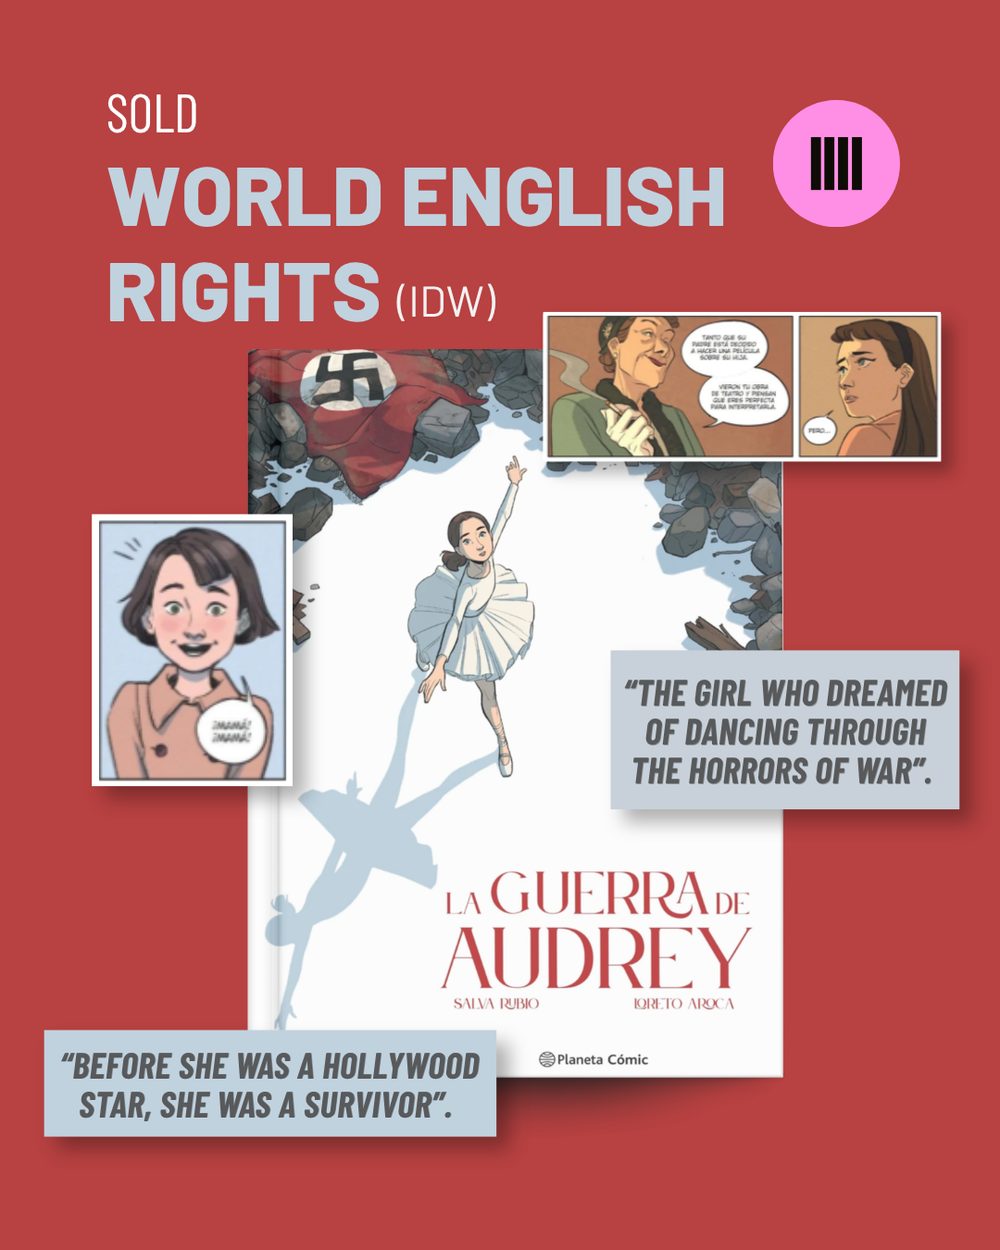 SOLD
WORLD ENGLISH
RIGHTS (IDW)
TANTO QUE SU
PADRE ESTÁ DECIDIDO
A HACER UNA PELÍCULA
SOBRE SU HIJA.
VIERON TU OBRA
DE TEATRO Y PIENSAN
QUE ERES PERFECTA
PARA INTERPRETARLA.
PERO...
¡MAMÁ!
¡MAMÁ!
“THE GIRL WHO DREAMED
OF DANCING THROUGH
THE HORRORS OF WAR”.
LA GUERRA DE
AUDREY
SALVA RUBIO LORETO AROCA
Planeta Cómic
“BEFORE SHE WAS A HOLLYWOOD
STAR, SHE WAS A SURVIVOR”.